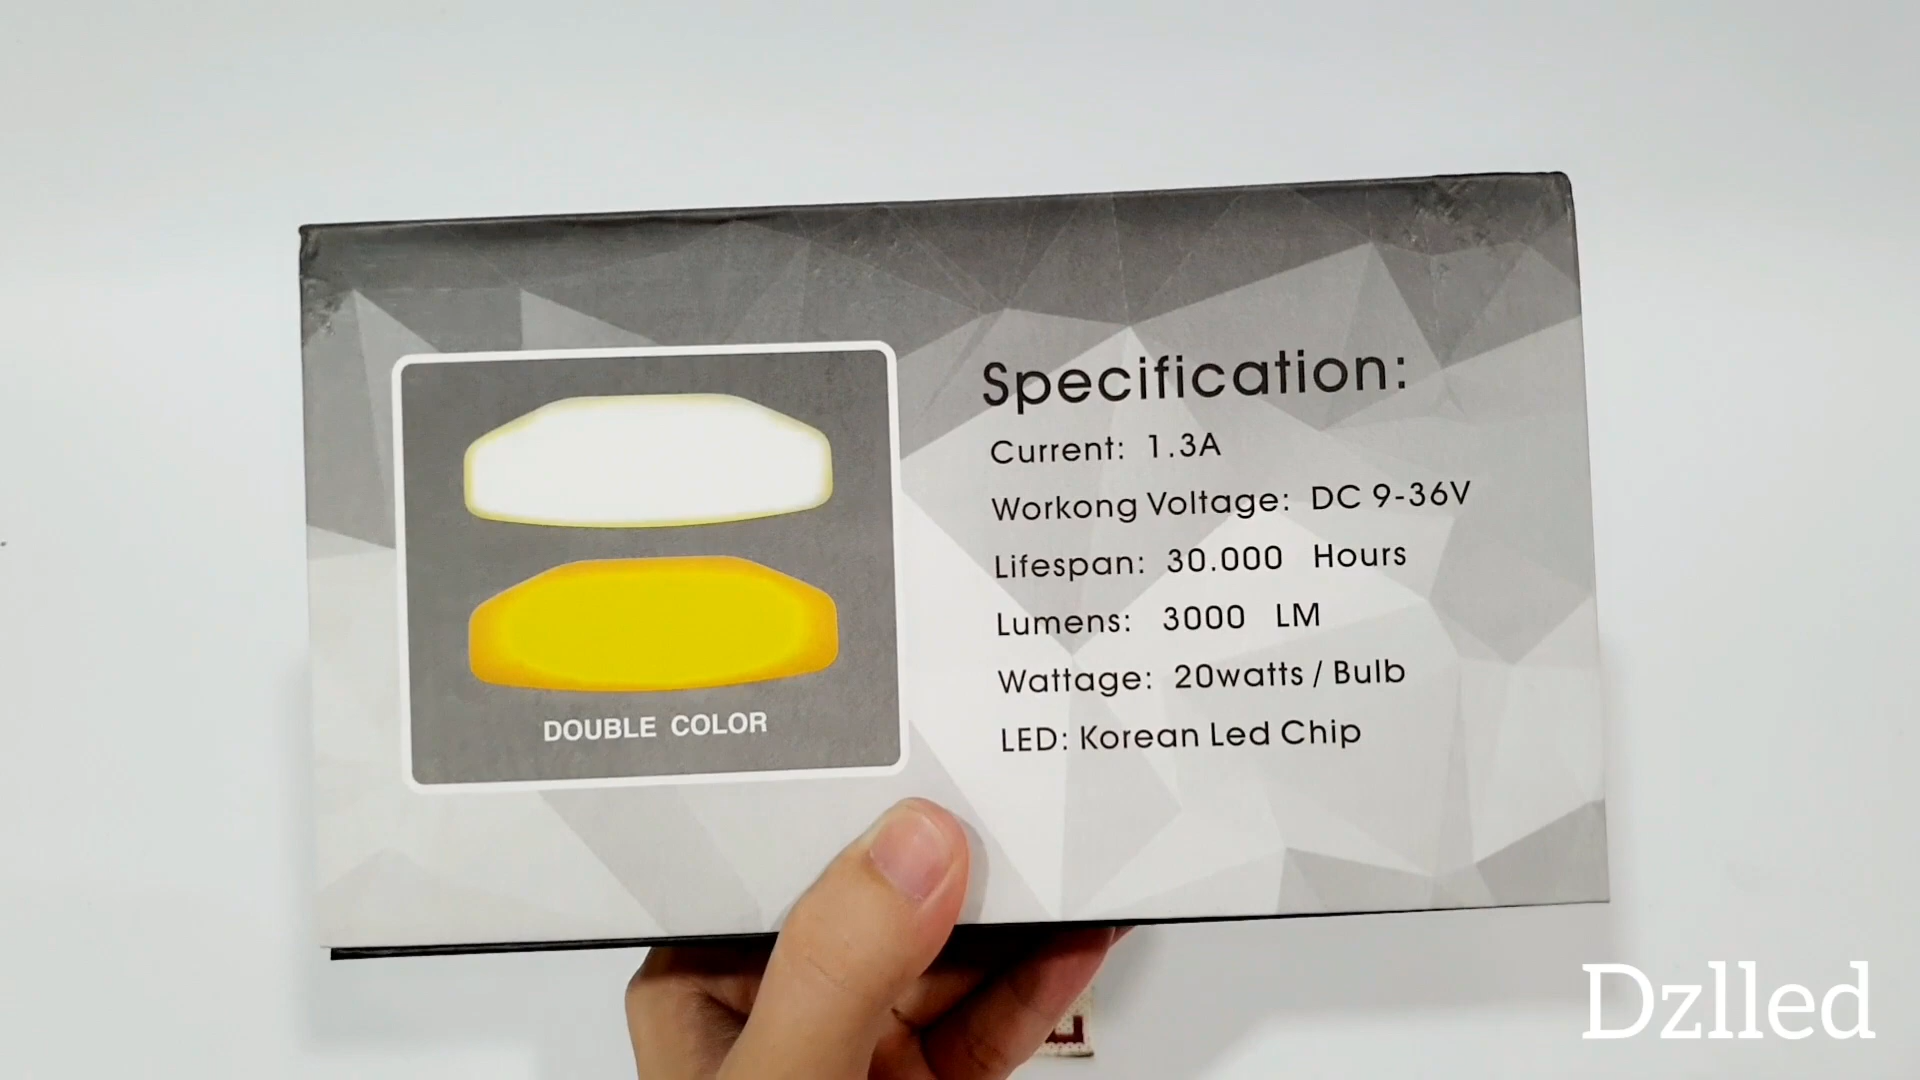 Specification:
Current: 1.3A
Workong Voltage: DC 9-36V
Lifespan: 30.000 Hours
Lumens: 3000 LM
Wattage: 20watts / Bulb
LED: Korean Led Chip
DOUBLE COLOR
Dzlled